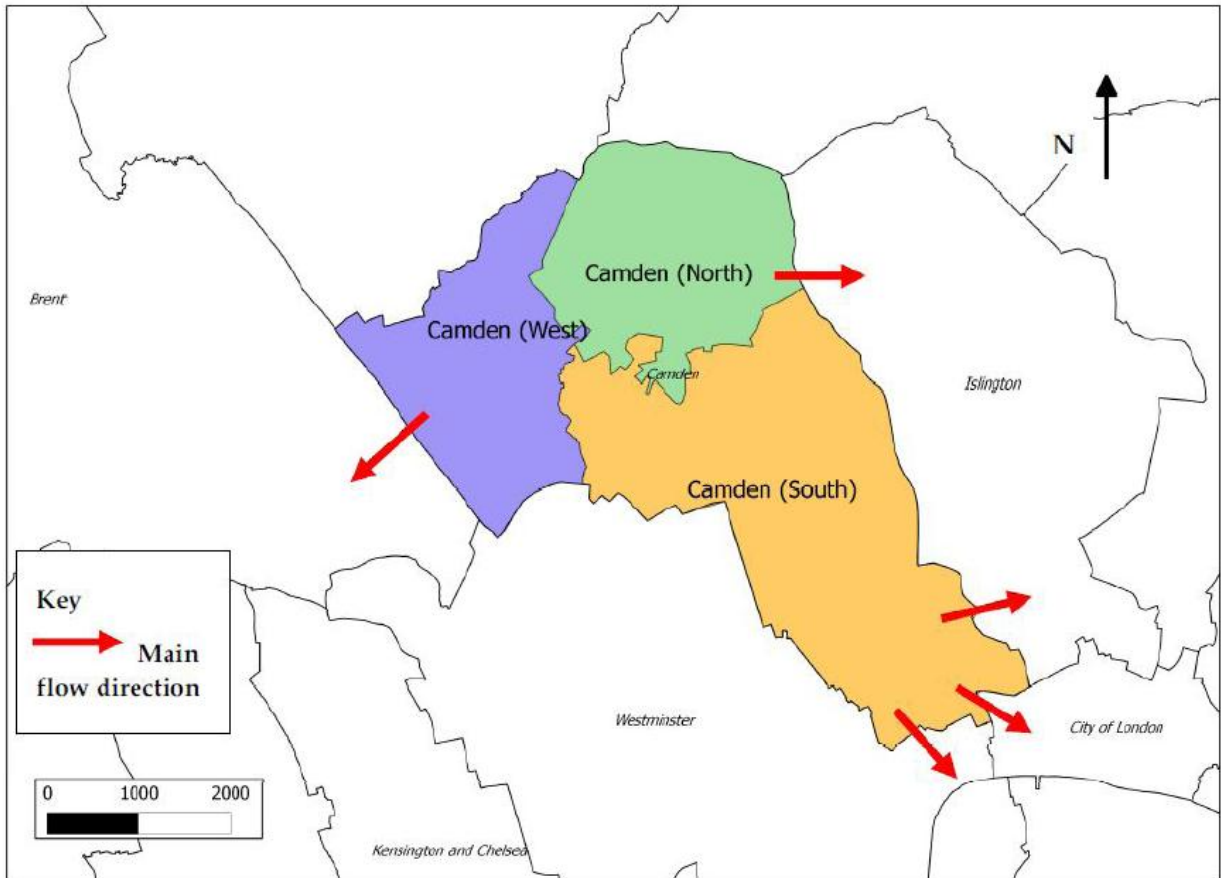 N
Camden (North)
Brent
Camden (West)
Camden
Islington
Camden (South)
Key
Main
flow direction
Westminster
City of London
0 1000 2000
Kensington and Chelsea